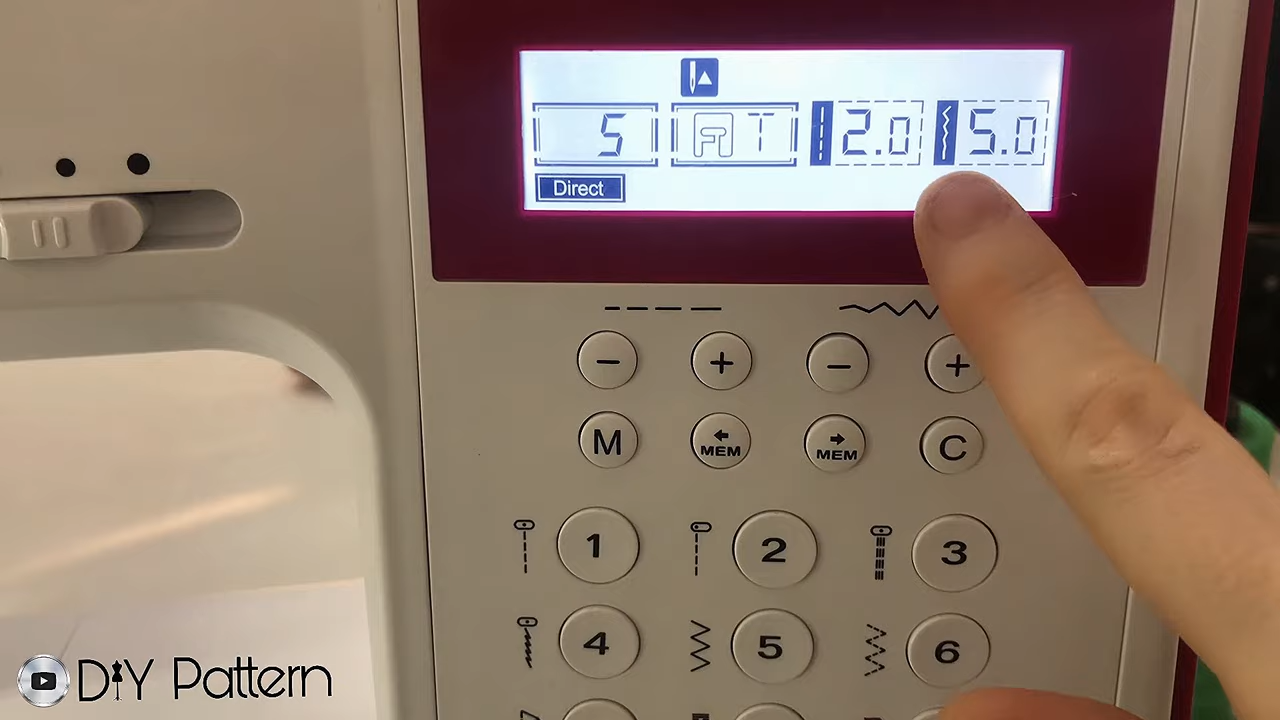 5 T 2.0 5.0
Direct
− + − +
M MEM MEM C
1 2 3
4 5 6
DIY Pattern